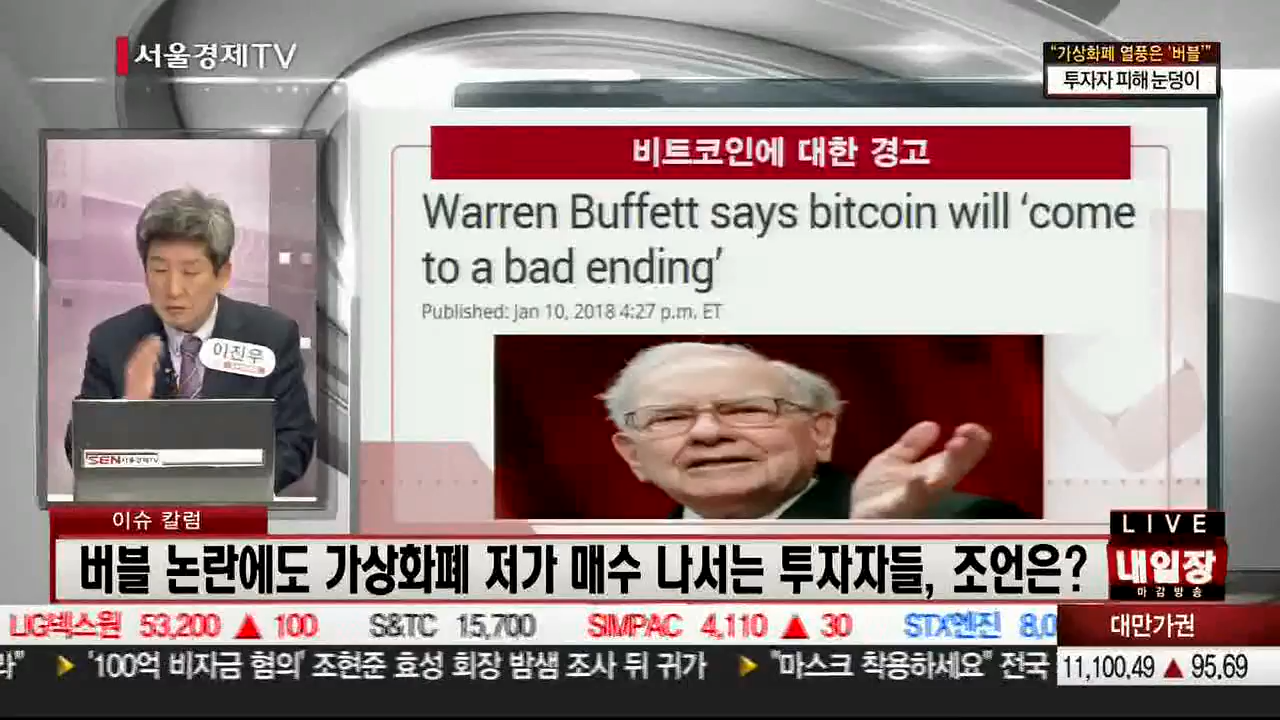 서울경제TV
“가상화폐 열풍은 ‘버블’”
투자자 피해 눈덩이
비트코인에 대한 경고
Warren Buffett says bitcoin will ‘come
to a bad ending’
Published: Jan 10, 2018 4:27 p.m. ET
이진우
SEN서울경제TV
이슈 칼럼
버블 논란에도 가상화폐 저가 매수 나서는 투자자들, 조언은?
LIVE
내일장
마감방송
LIG넥스원 53,200 ▲ 100 S&TC 15,700 SIMPAC 4,110 ▲ 30 STX엔진 8,0
대만가권
라” ▶ '100억 비자금 혐의' 조현준 효성 회장 밤샘 조사 뒤 귀가 ▶ "마스크 착용하세요" 전국
11,100.49 ▲ 95,69